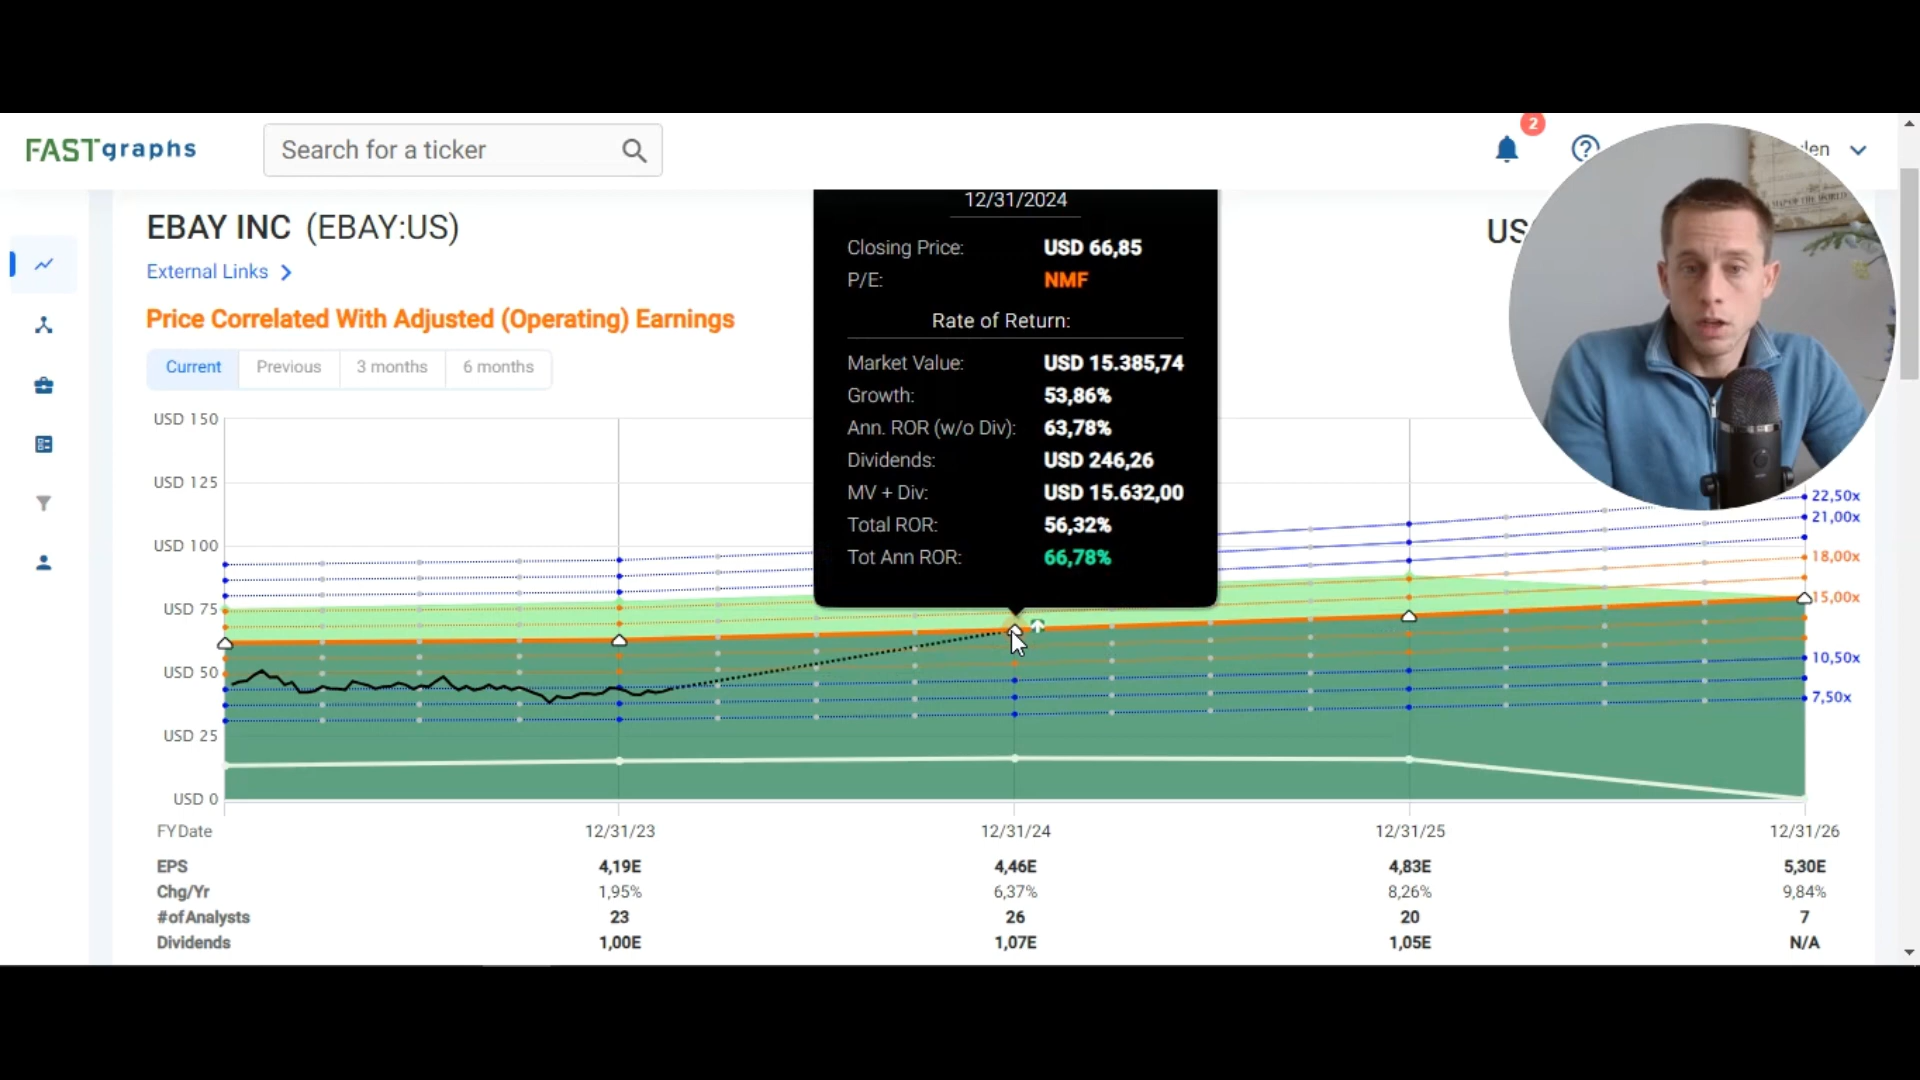 FASTgraphs
Search for a ticker
2
len
EBAY INC (EBAY:US)
US
External Links
Price Correlated With Adjusted (Operating) Earnings
Current Previous 3 months 6 months
12/31/2024
Closing Price: USD 66,85
P/E: NMF
Rate of Return:
Market Value: USD 15.385,74
Growth: 53,86%
Ann. ROR (w/o Div): 63,78%
Dividends: USD 246,26
MV + Div: USD 15.632,00
Total ROR: 56,32%
Tot Ann ROR: 66,78%
USD 150
USD 125
USD 100
USD 75
USD 50
USD 25
USD 0
22,50x
21,00x
18,00x
15,00x
10,50x
7,50x
FY Date 12/31/23 12/31/24 12/31/25 12/31/26
EPS 4,19E 4,46E 4,83E 5,30E
Chg/Yr 1,95% 6,37% 8,26% 9,84%
# of Analysts 23 26 20 7
Dividends 1,00E 1,07E 1,05E N/A